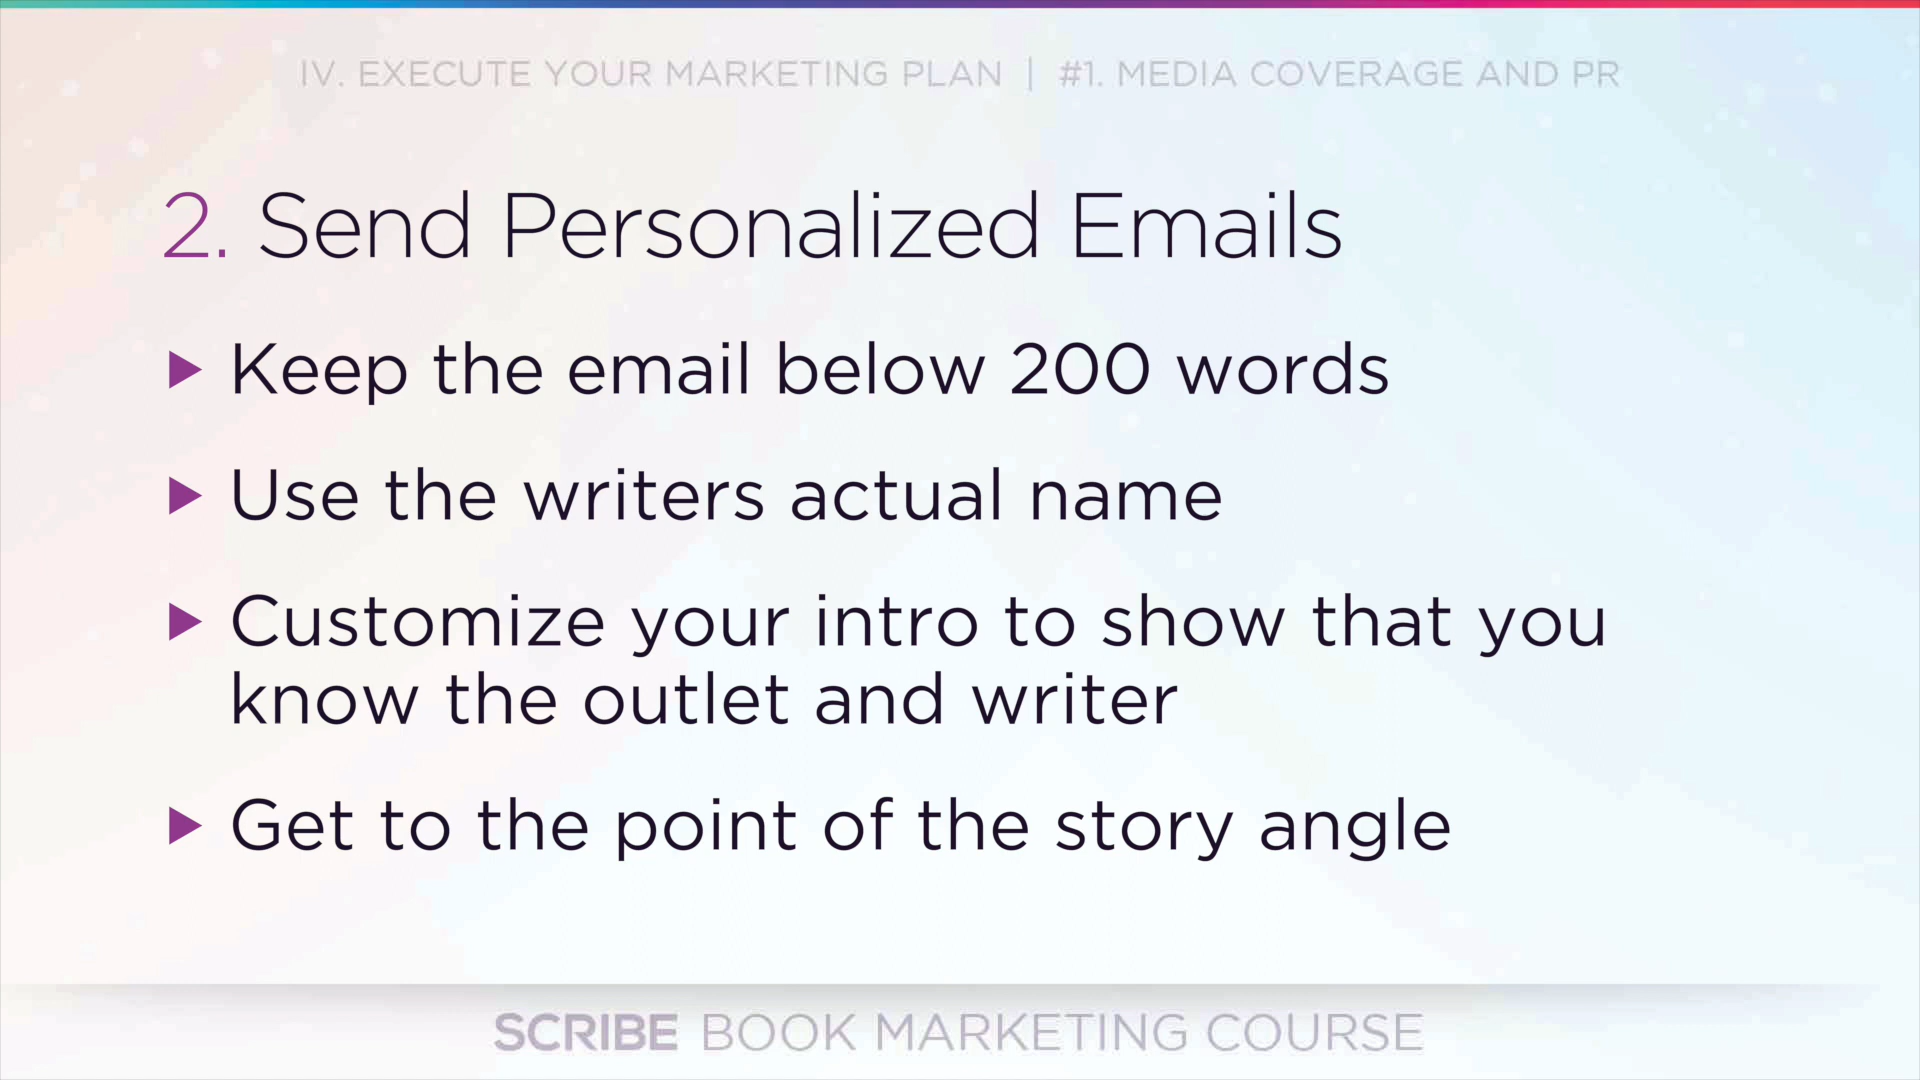 IV. EXECUTE YOUR MARKETING PLAN | #1. MEDIA COVERAGE AND PR
2. Send Personalized Emails
▶ Keep the email below 200 words
▶ Use the writers actual name
▶ Customize your intro to show that you
know the outlet and writer
▶ Get to the point of the story angle
SCRIBE BOOK MARKETING COURSE